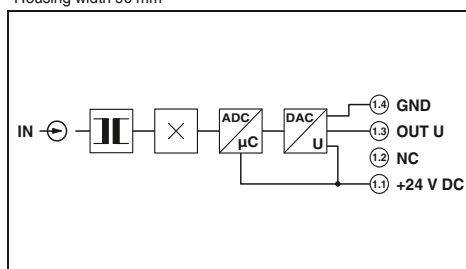 Housing width 90 mm
IN
ADC
µC
DAC
U
1.4 GND
1.3 OUT U
1.2 NC
1.1 +24 V DC